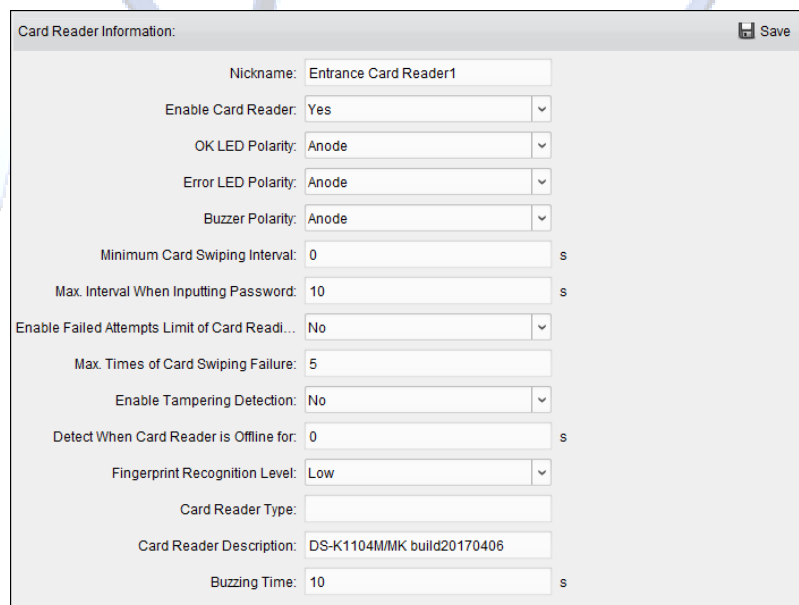 Card Reader Information: Save
Nickname: Entrance Card Reader1
Enable Card Reader: Yes
OK LED Polarity: Anode
Error LED Polarity: Anode
Buzzer Polarity: Anode
Minimum Card Swiping Interval: 0 s
Max. Interval When Inputting Password: 10 s
Enable Failed Attempts Limit of Card Readi... No
Max. Times of Card Swiping Failure: 5
Enable Tampering Detection: No
Detect When Card Reader is Offline for: 0 s
Fingerprint Recognition Level: Low
Card Reader Type:
Card Reader Description: DS-K1104M/MK build20170406
Buzzing Time: 10 s